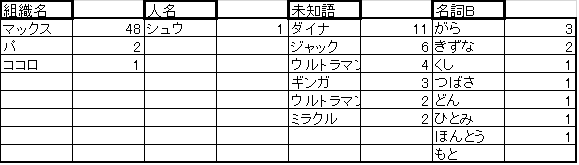 組織名 人名 未知語 名詞B
マックス 48 シュウ 1 ダイナ 11 がら 3
パ 2 ジャック 6 きずな 2
ココロ 1 ウルトラマン 4 くし 1
ギンガ 3 つばさ 1
ウルトラマン 2 どん 1
ミラクル 2 ひとみ 1
ほんとう 1
もと